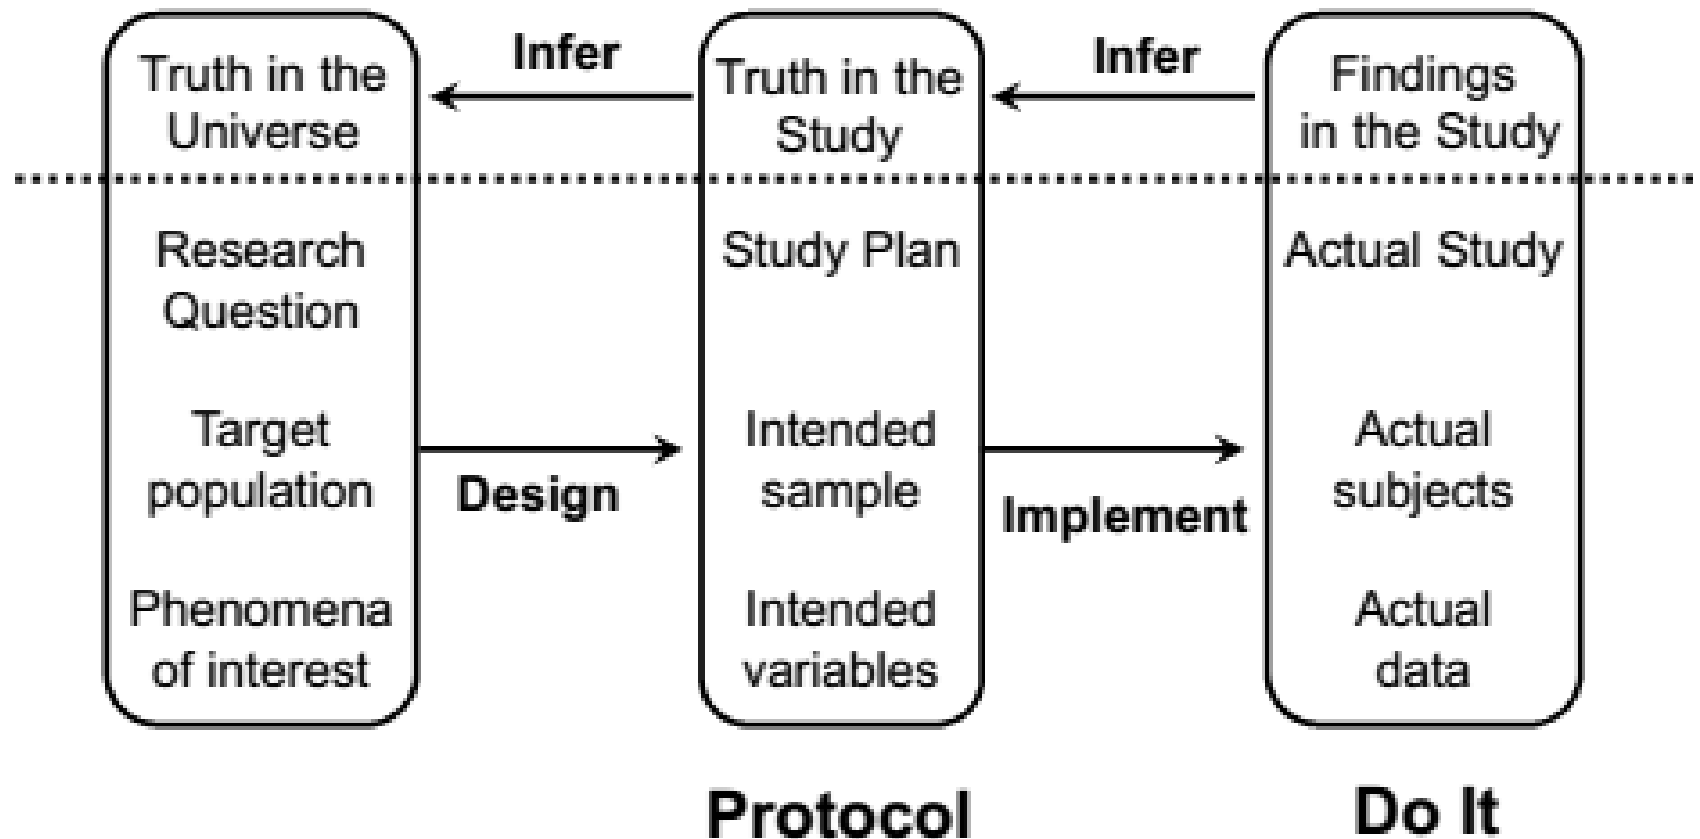 Truth in the
Universe
Infer
Truth in the
Study
Infer
Findings
in the Study
Research
Question
Study Plan
Actual Study
Target
population
Design
Intended
sample
Implement
Actual
subjects
Phenomena
of interest
Intended
variables
Actual
data
Protocol
Do It